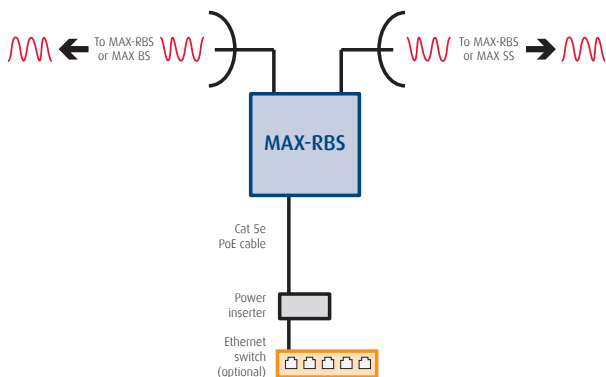 To MAX-RBS
or MAX BS
To MAX-RBS
or MAX SS
MAX-RBS
Cat 5e
PoE cable
Power
inserter
Ethernet
switch
(optional)